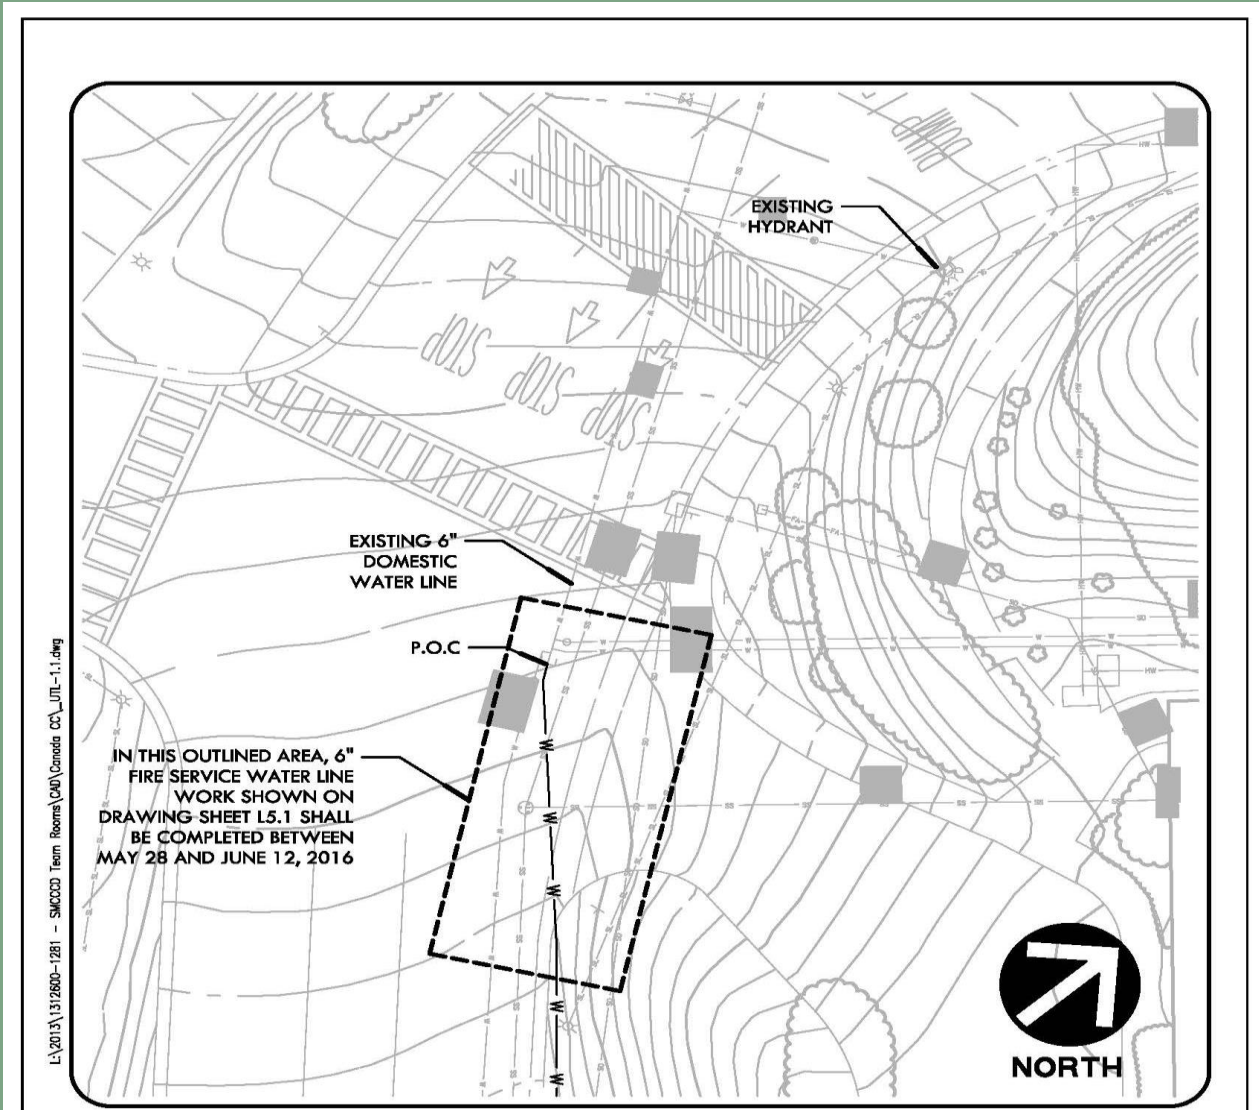 EXISTING
HYDRANT
STOP
STOP
STOP
EXISTING 6"
DOMESTIC
WATER LINE
P.O.C
IN THIS OUTLINED AREA, 6"
FIRE SERVICE WATER LINE
WORK SHOWN ON
DRAWING SHEET L5.1 SHALL
BE COMPLETED BETWEEN
MAY 28 AND JUNE 12, 2016
W
W
W
W
W
NORTH
L:\2013\1312600-1281 - SMCCCD Team Rooms\CAD\Canada CC\_UTL-1.1.dwg